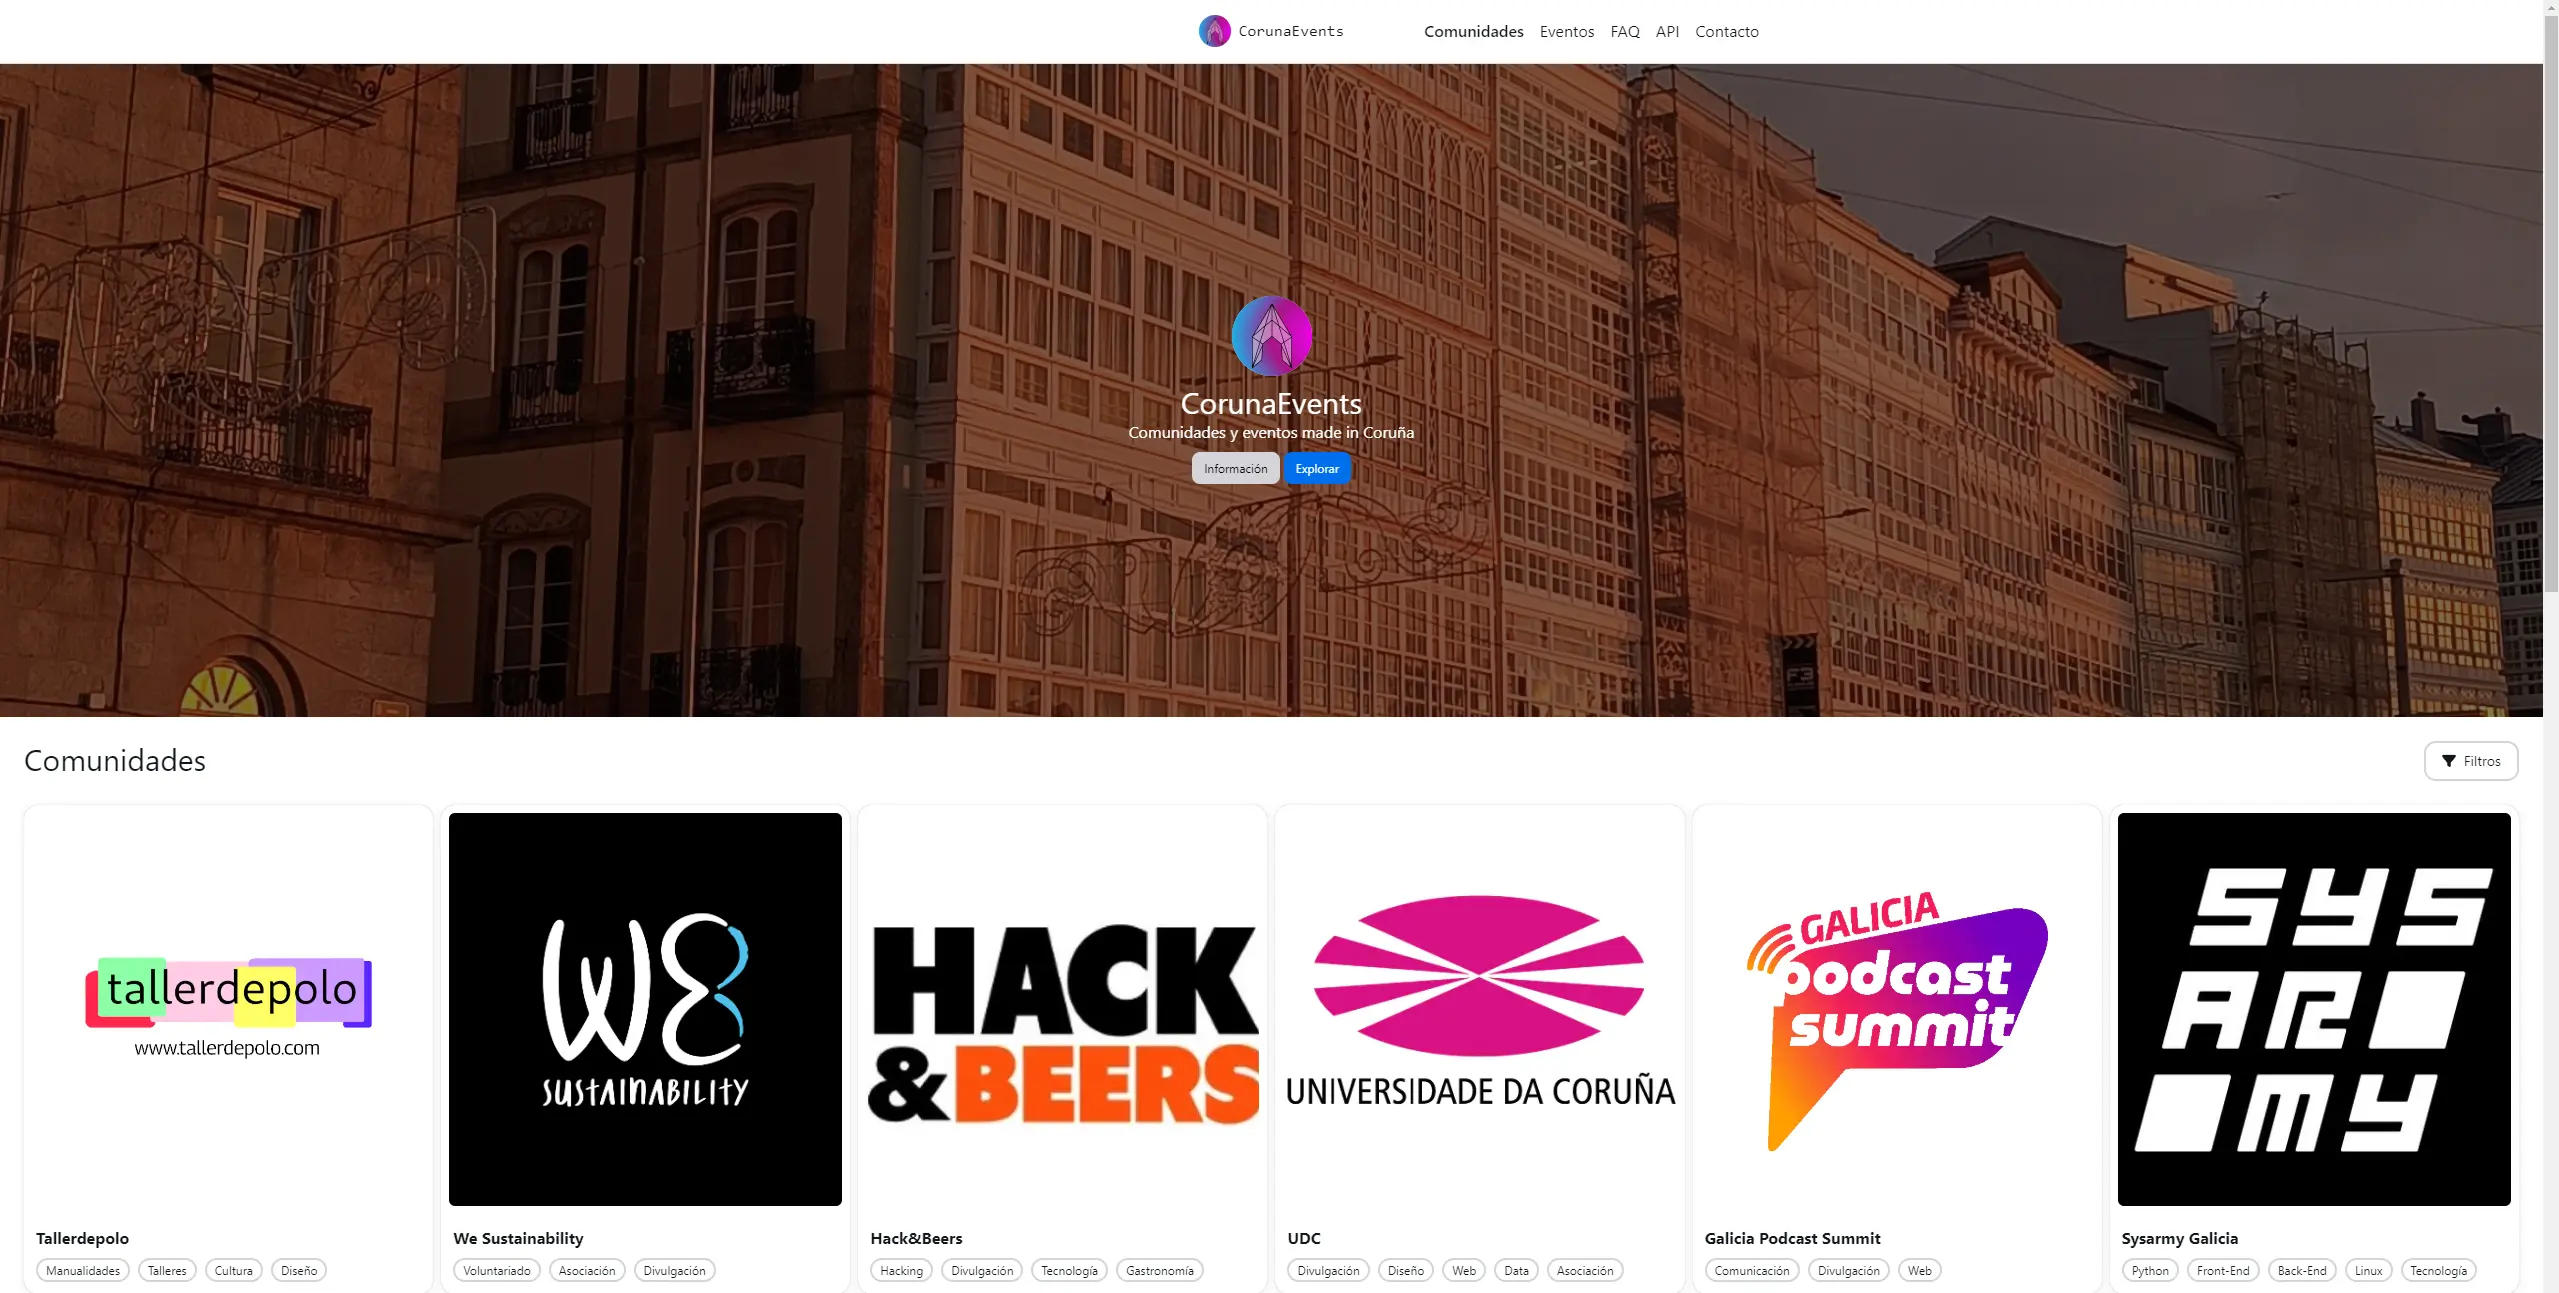 CorunaEvents
Comunidades Eventos FAQ API Contacto
CorunaEvents
Comunidades y eventos made in Coruña
Información Explorar
Comunidades
Filtros
tallerdepolo
www.tallerdepolo.com
Tallerdepolo
Manualidades Talleres Cultura Diseño
WE
SUSTAINABILITY
We Sustainability
Voluntariado Asociación Divulgación
HACK
&BEERS
Hack&Beers
Hacking Divulgación Tecnología Gastronomía
UNIVERSIDADE DA CORUÑA
UDC
Divulgación Diseño Web Data Asociación
GALICIA
podcast
summit
Galicia Podcast Summit
Comunicación Divulgación Web
SYS
AR
MY
Sysarmy Galicia
Python Front-End Back-End Linux Tecnología